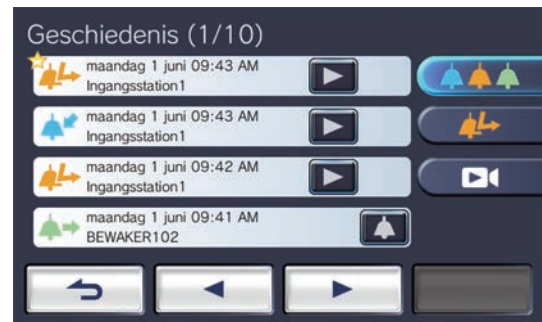 Geschiedenis (1/10)
maandag 1 juni 09:43 AM
Ingangsstation1
maandag 1 juni 09:43 AM
Ingangsstation1
maandag 1 juni 09:42 AM
Ingangsstation1
maandag 1 juni 09:41 AM
BEWAKER102